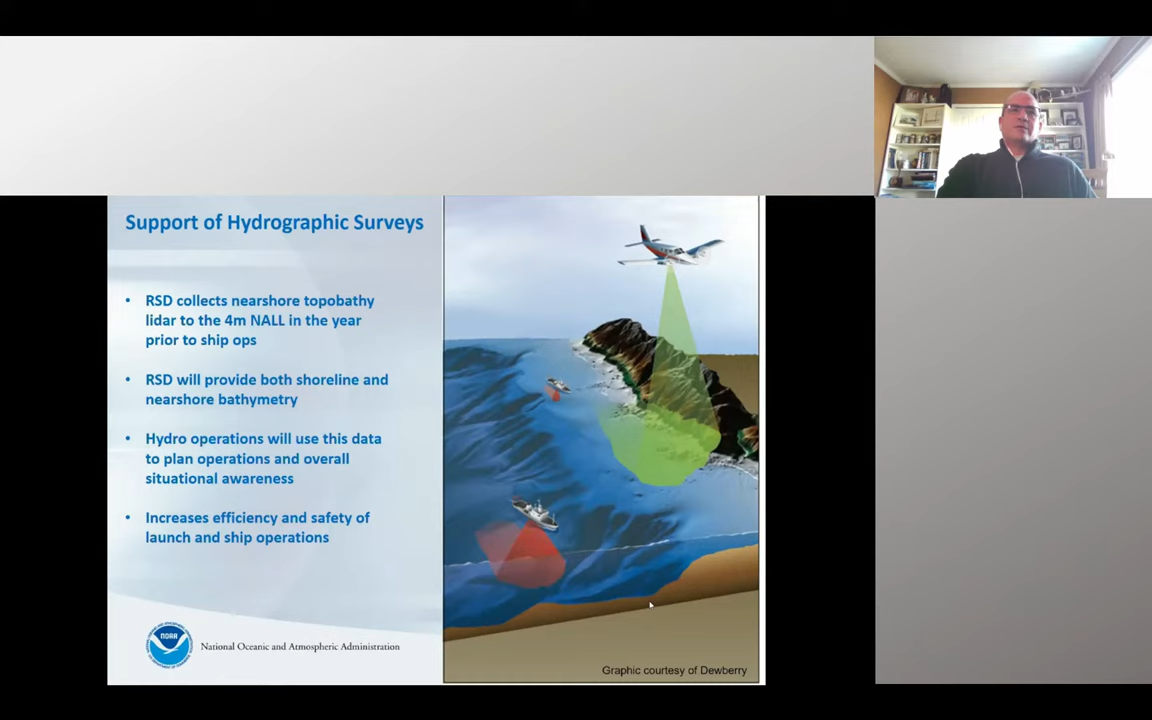 Support of Hydrographic Surveys
• RSD collects nearshore topobathy
lidar to the 4m NALL in the year
prior to ship ops
• RSD will provide both shoreline and
nearshore bathymetry
• Hydro operations will use this data
to plan operations and overall
situational awareness
• Increases efficiency and safety of
launch and ship operations
NOAA
National Oceanic and Atmospheric Administration
Graphic courtesy of Dewberry